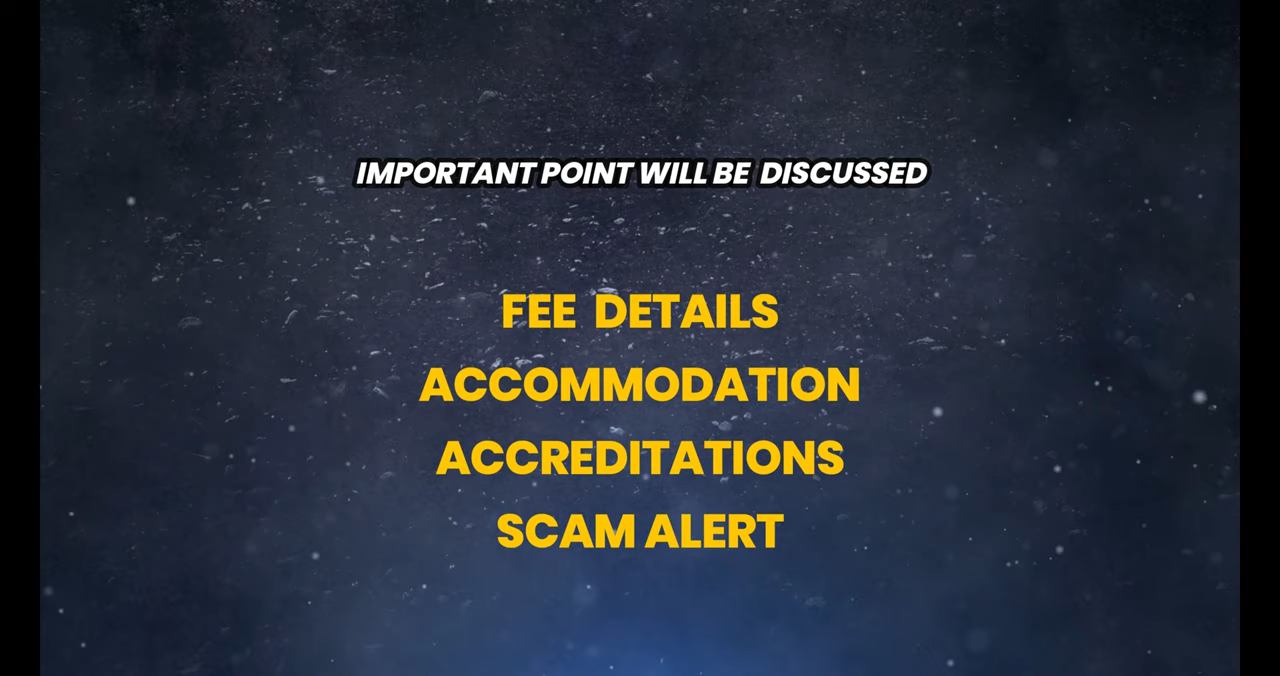 IMPORTANT POINT WILL BE DISCUSSED
FEE DETAILS
ACCOMMODATION
ACCREDITATIONS
SCAM ALERT